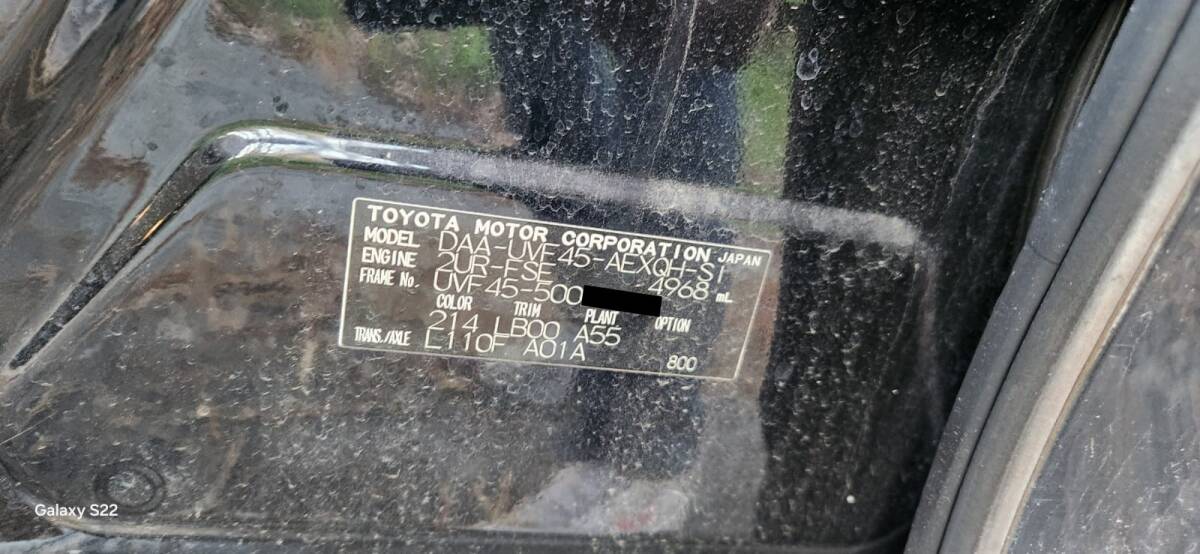 TOYOTA MOTOR CORPORATION JAPAN
MODEL DAA-UVF45-AEXQH-SI
ENGINE 2UR-FSE 4968 mL
FRAME No. UVF45-500
COLOR TRIM PLANT OPTION
214 LB00 A55
TRANS./AXLE L110F A01A 800
Galaxy S22